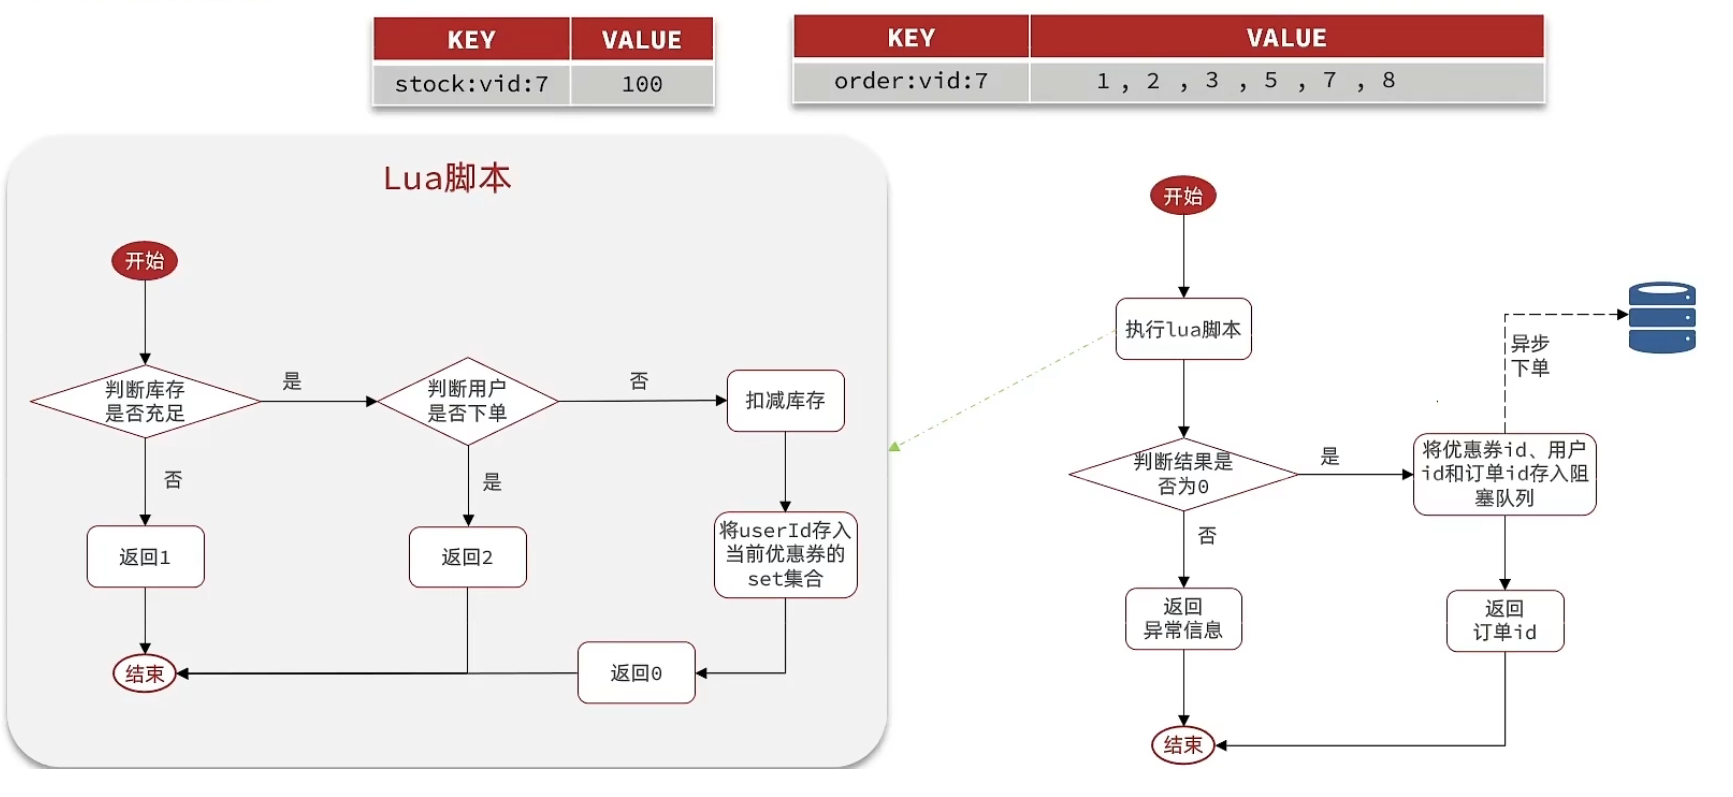 KEY VALUE
stock:vid:7 100
KEY VALUE
order:vid:7 1 , 2 , 3 , 5 , 7 , 8
Lua脚本
开始
判断库存
是否充足
是
判断用户
是否下单
否
扣减库存
否
是
返回1
返回2
将userId存入
当前优惠券的
set集合
结束
返回0
开始
执行lua脚本
异步
下单
判断结果是
否为0
是
将优惠券id、用户
id和订单id存入阻
塞队列
否
返回
异常信息
返回
订单id
结束